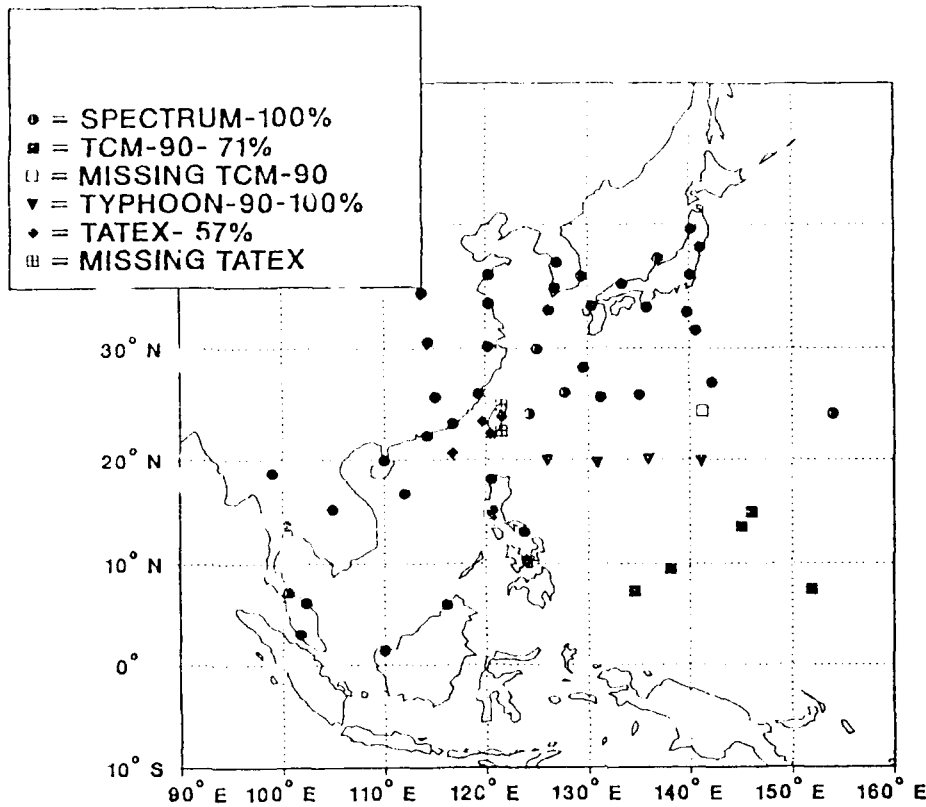 = SPECTRUM-100%
= TCM-90- 71%
= MISSING TCM-90
= TYPHOON-90-100%
= TATEX- 57%
= MISSING TATEX
30° N
20° N
10° N
0°
10° S
90° E 100° E 110° E 120° E 130° E 140° E 150° E 160° E